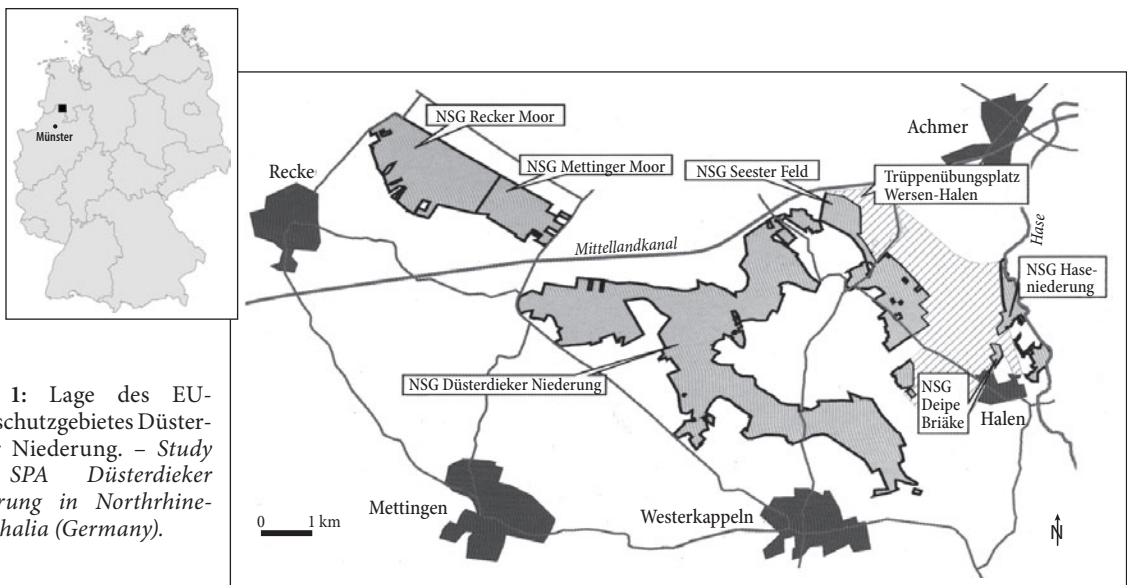 Münster
NSG Recker Moor
NSG Mettinger Moor
NSG Seester Feld
Trüppenübungsplatz
Wersen-Halen
Achmer
Recke
Mittellandkanal
Hase
NSG Hase-
niederung
NSG Düsterdieker Niederung
NSG
Deipe
Briäke
Halen
Mettingen
Westerkappeln
0 1 km
N
1: Lage des EU-
schutzgebietes Düster-
Niederung. – Study
SPA Düsterdieker
rung in Northrhine-
halia (Germany).